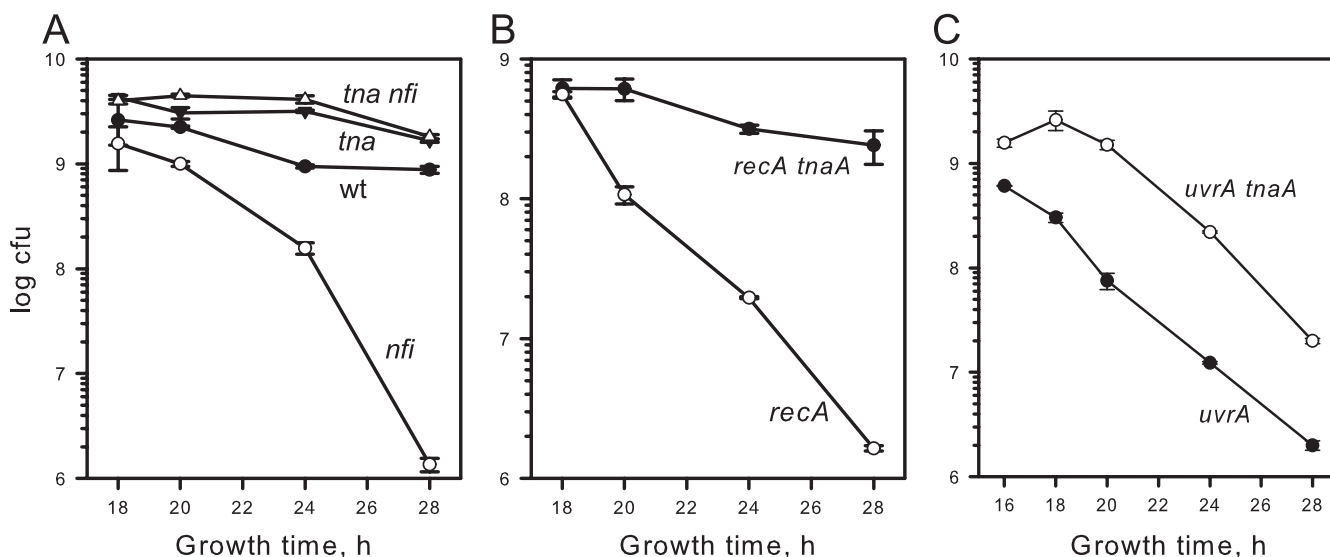 A
B
C
log cfu
10
9
8
7
6
tna nfi
tna
wt
nfi
18
20
22
24
26
28
Growth time, h
9
8
7
6
recA tnaA
recA
18
20
22
24
26
28
Growth time, h
10
9
8
7
6
uvrA tnaA
uvrA
16
18
20
22
24
26
28
Growth time, h